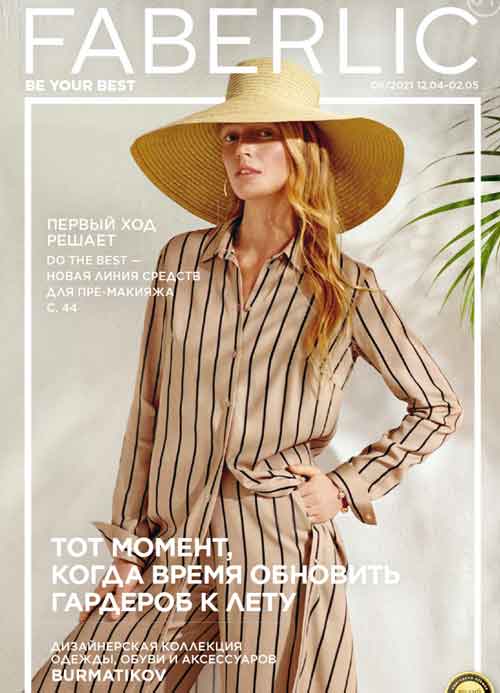 FABERLIC
BE YOUR BEST
/2021 12.04-02.05
ПЕРВЫЙ ХОД
РЕШАЕТ
DO THE BEST —
НОВАЯ ЛИНИЯ СРЕДСТВ
ДЛЯ ПРЕ-МАКИЯЖА
С. 44
ТОТ МОМЕНТ,
КОГДА ВРЕМЯ ОБНОВИТЬ
ГАРДЕРОБ К ЛЕТУ
ДИЗАЙНЕРСКАЯ КОЛЛЕКЦИЯ
ОДЕЖДЫ, ОБУВИ И АКСЕССУАРОВ
BURMATIKOV